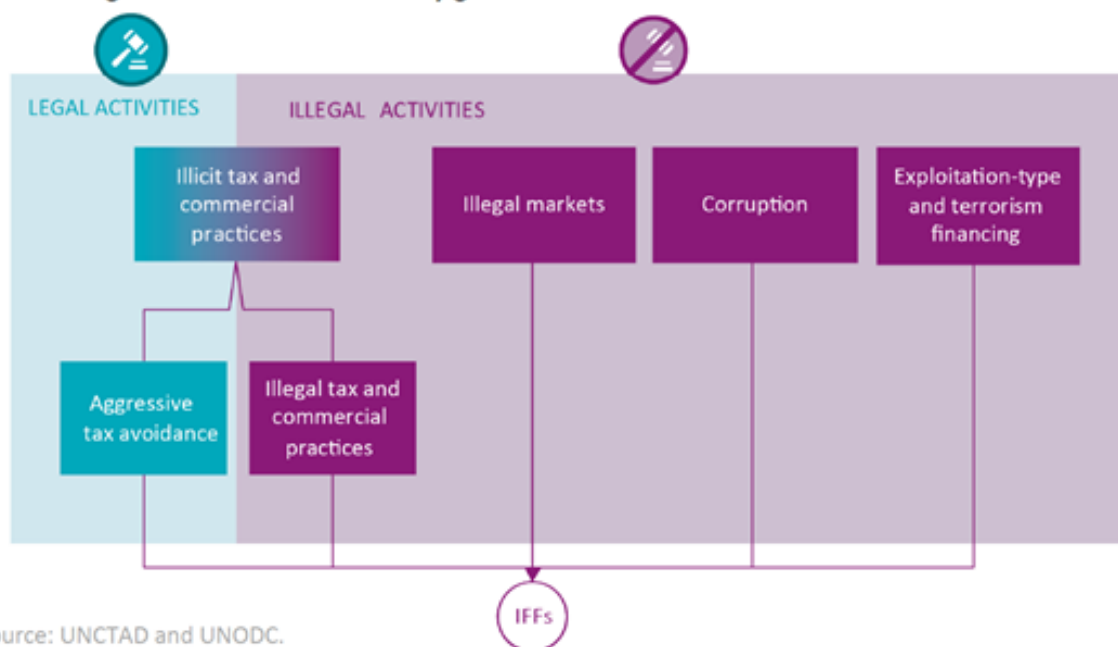 LEGAL ACTIVITIES
ILLEGAL ACTIVITIES
Illicit tax and
commercial
practices
Illegal markets
Corruption
Exploitation-type
and terrorism
financing
Aggressive
tax avoidance
Illegal tax and
commercial
practices
IFFs
ource: UNCTAD and UNODC.